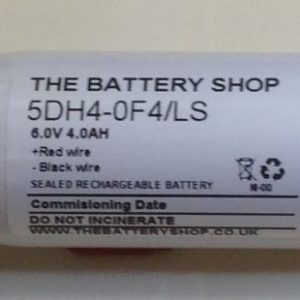 THE BATTERY SHOP
5DH4-0F4/LS
6.0V 4.0AH
+Red wire
- Black wire
SEALED RECHARGEABLE BATTERY
Commisioning Date
DO NOT INCINERATE
WWW.THEBATTERYSHOP.CO.UK